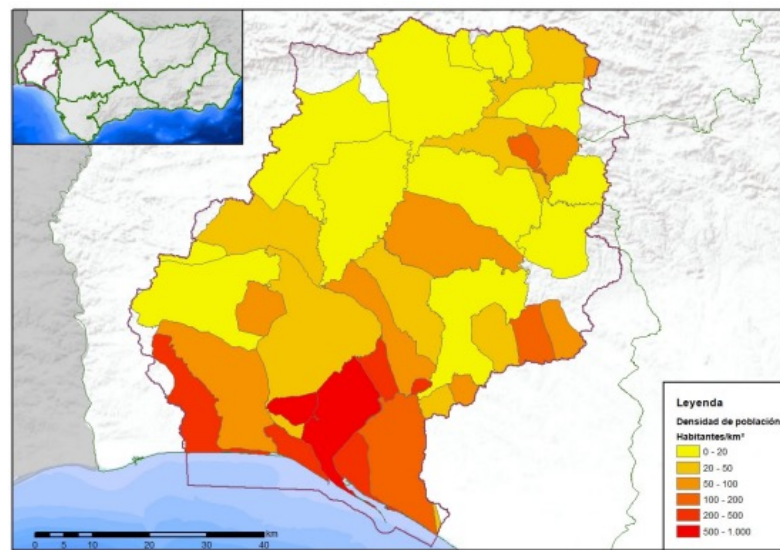 Leyenda
Densidad de población
Habitantes/km²
0 - 20
20 - 50
50 - 100
100 - 200
200 - 500
500 - 1.000
0 5 10 20 30 40
km